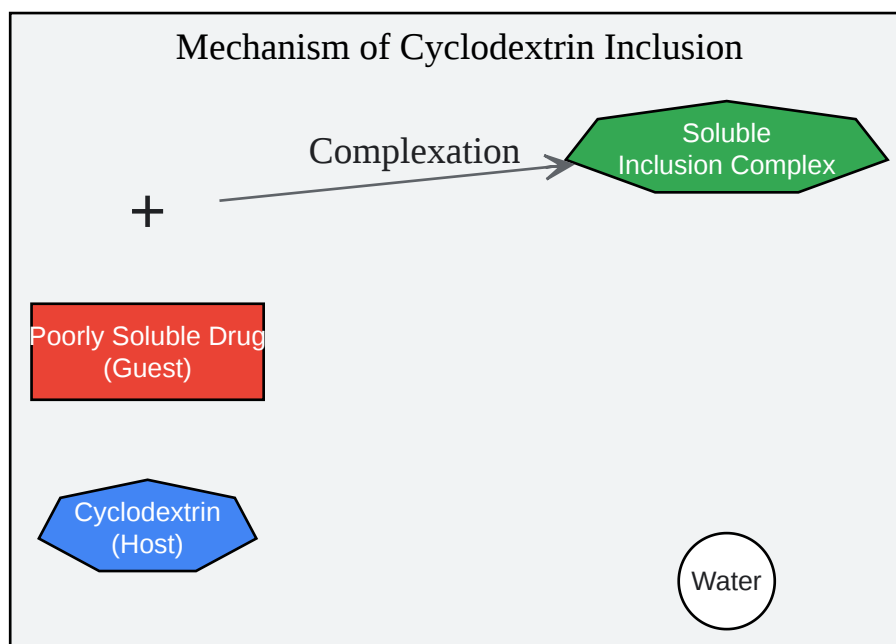 Mechanism of Cyclodextrin Inclusion
Complexation
Soluble
Inclusion Complex
+
Poorly Soluble Drug
(Guest)
Cyclodextrin
(Host)
Water